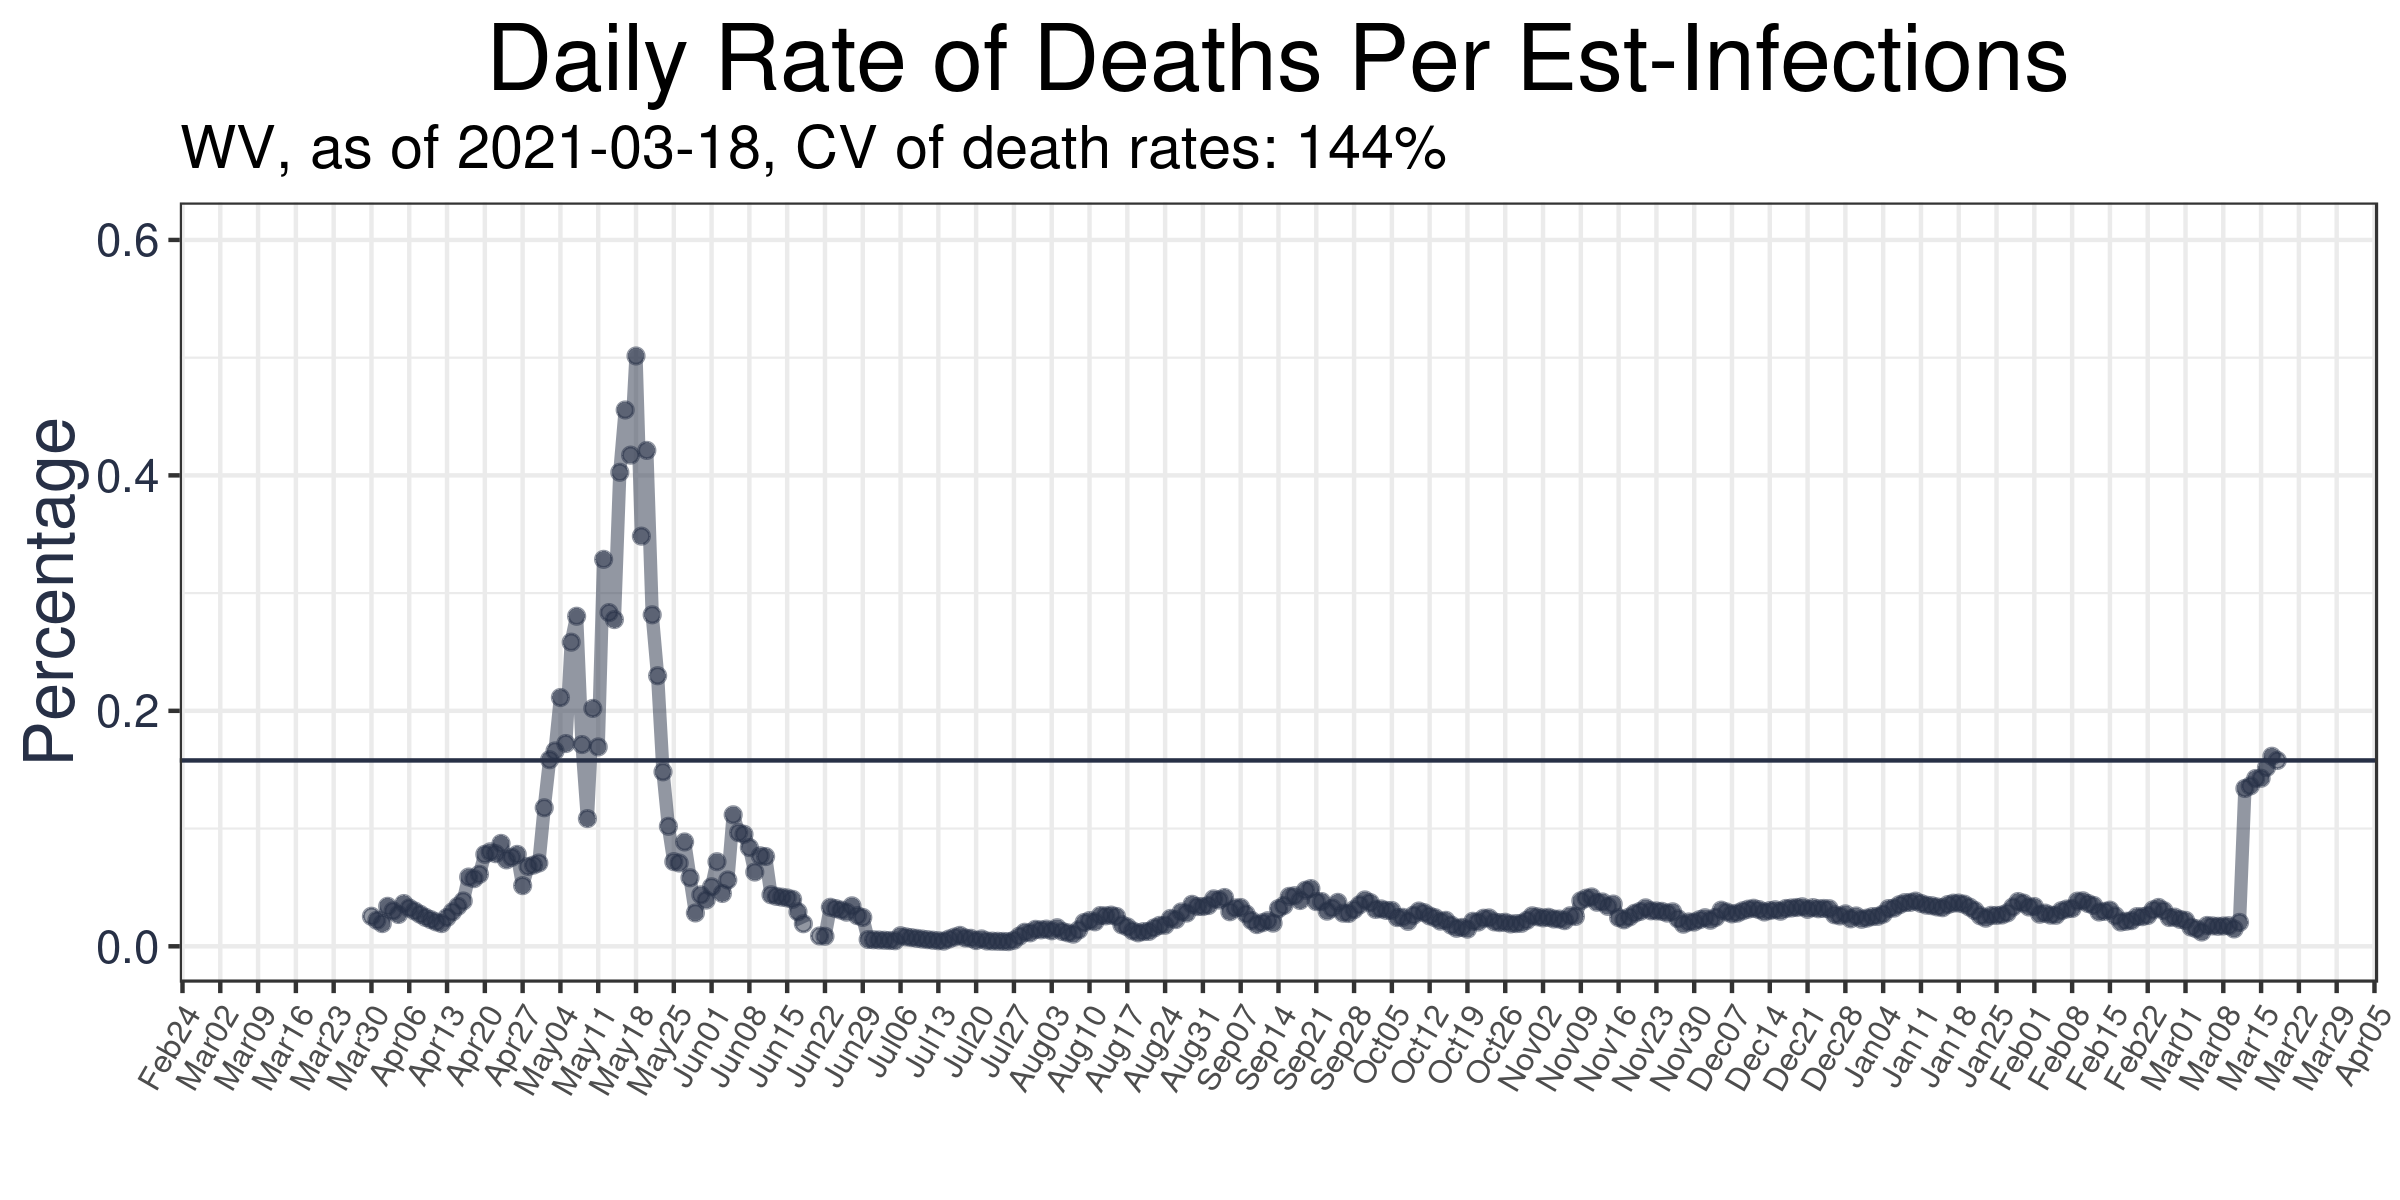 Daily Rate of Deaths Per Est-Infections
WV, as of 2021-03-18, CV of death rates: 144%
Percentage
0.6
0.4
0.2
0.0
Feb24
Mar02
Mar09
Mar16
Mar23
Mar30
Apr06
Apr13
Apr20
Apr27
May04
May11
May18
May25
Jun01
Jun08
Jun15
Jun22
Jun29
Jul06
Jul13
Jul20
Jul27
Aug03
Aug10
Aug17
Aug24
Aug31
Sep07
Sep14
Sep21
Sep28
Oct05
Oct12
Oct19
Oct26
Nov02
Nov09
Nov16
Nov23
Nov30
Dec07
Dec14
Dec21
Dec28
Jan04
Jan11
Jan18
Jan25
Feb01
Feb08
Feb15
Feb22
Mar01
Mar08
Mar15
Mar22
Mar29
Apr05